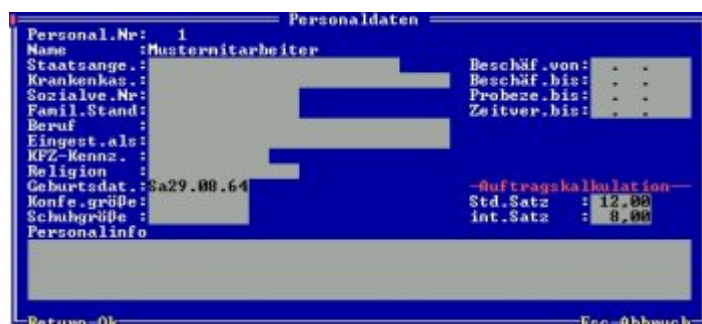 Personaldaten
Personal.Nr: 1
Name :Mustermitarbeiter
Staatsange.: Beschäf.von: . .
Krankenkas.: Beschäf.bis: . .
Sozialve.Nr: Probeze.bis: . .
Famil.Stand: Zeitver.bis: . .
Beruf :
Eingest.als:
KFZ-Kennz. :
Religion :
Geburtsdat.:Sa29.08.64 Auftragskalkulation
Konfe.größe: Std.Satz : 12,00
Schuhgröße : int.Satz : 8,00
Personalinfo
Return-Ok Esc-Abbruch